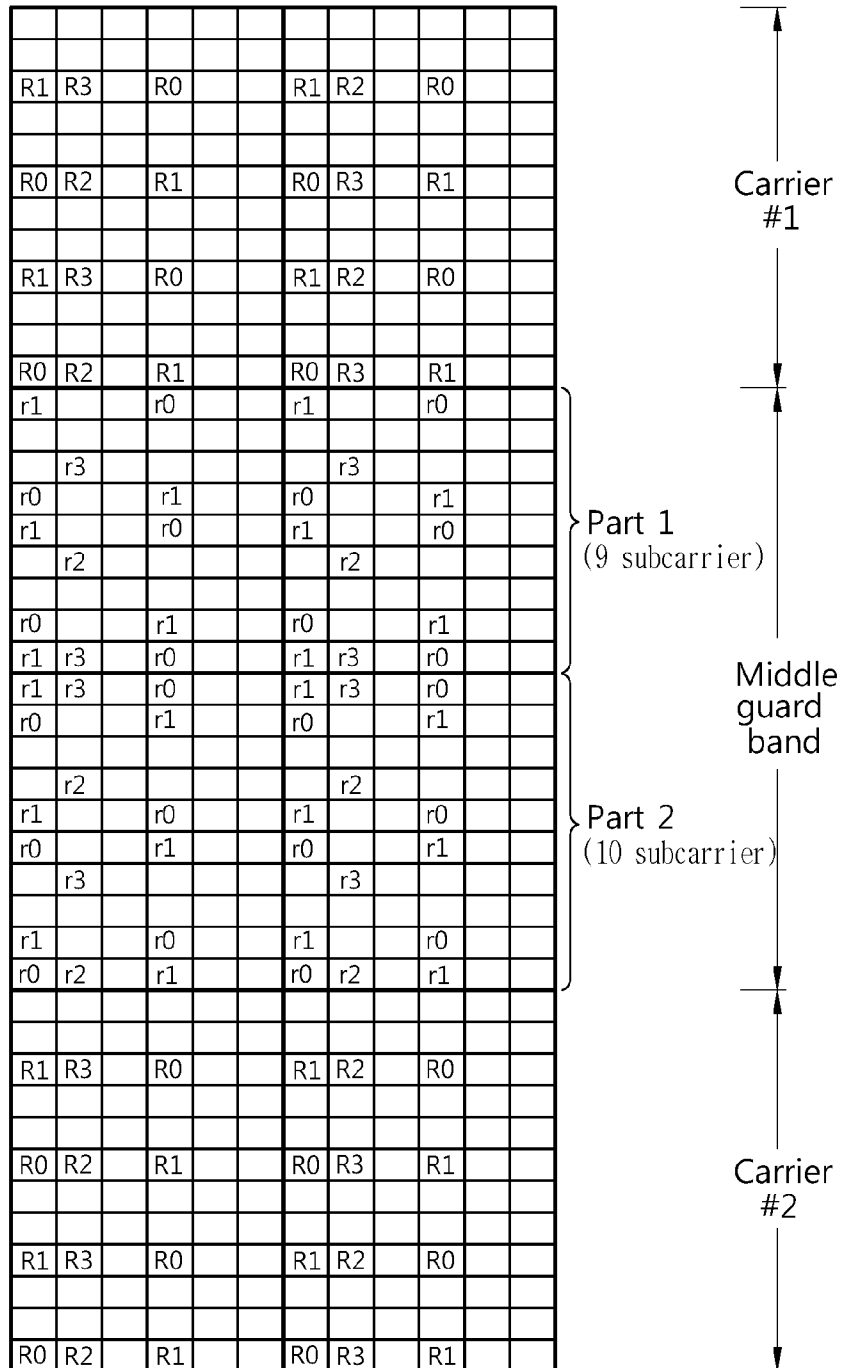 R1 R3 R0 R1 R2 R0
R0 R2 R1 R0 R3 R1
Carrier
#1
R1 R3 R0 R1 R2 R0
R0 R2 R1 R0 R3 R1
r1 r0 r1 r0
r3 r3
r0 r1 r0 r1
r1 r0 r1 r0
Part 1
(9 subcarrier)
r2 r2
r0 r1 r0 r1
r1 r3 r0 r1 r3 r0
Middle
guard
band
r1 r3 r0 r1 r3 r0
r0 r1 r0 r1
r2 r2
r1 r0 r1 r0
Part 2
(10 subcarrier)
r0 r1 r0 r1
r3 r3
r1 r0 r1 r0
r0 r2 r1 r0 r2 r1
R1 R3 R0 R1 R2 R0
R0 R2 R1 R0 R3 R1
Carrier
#2
R1 R3 R0 R1 R2 R0
R0 R2 R1 R0 R3 R1